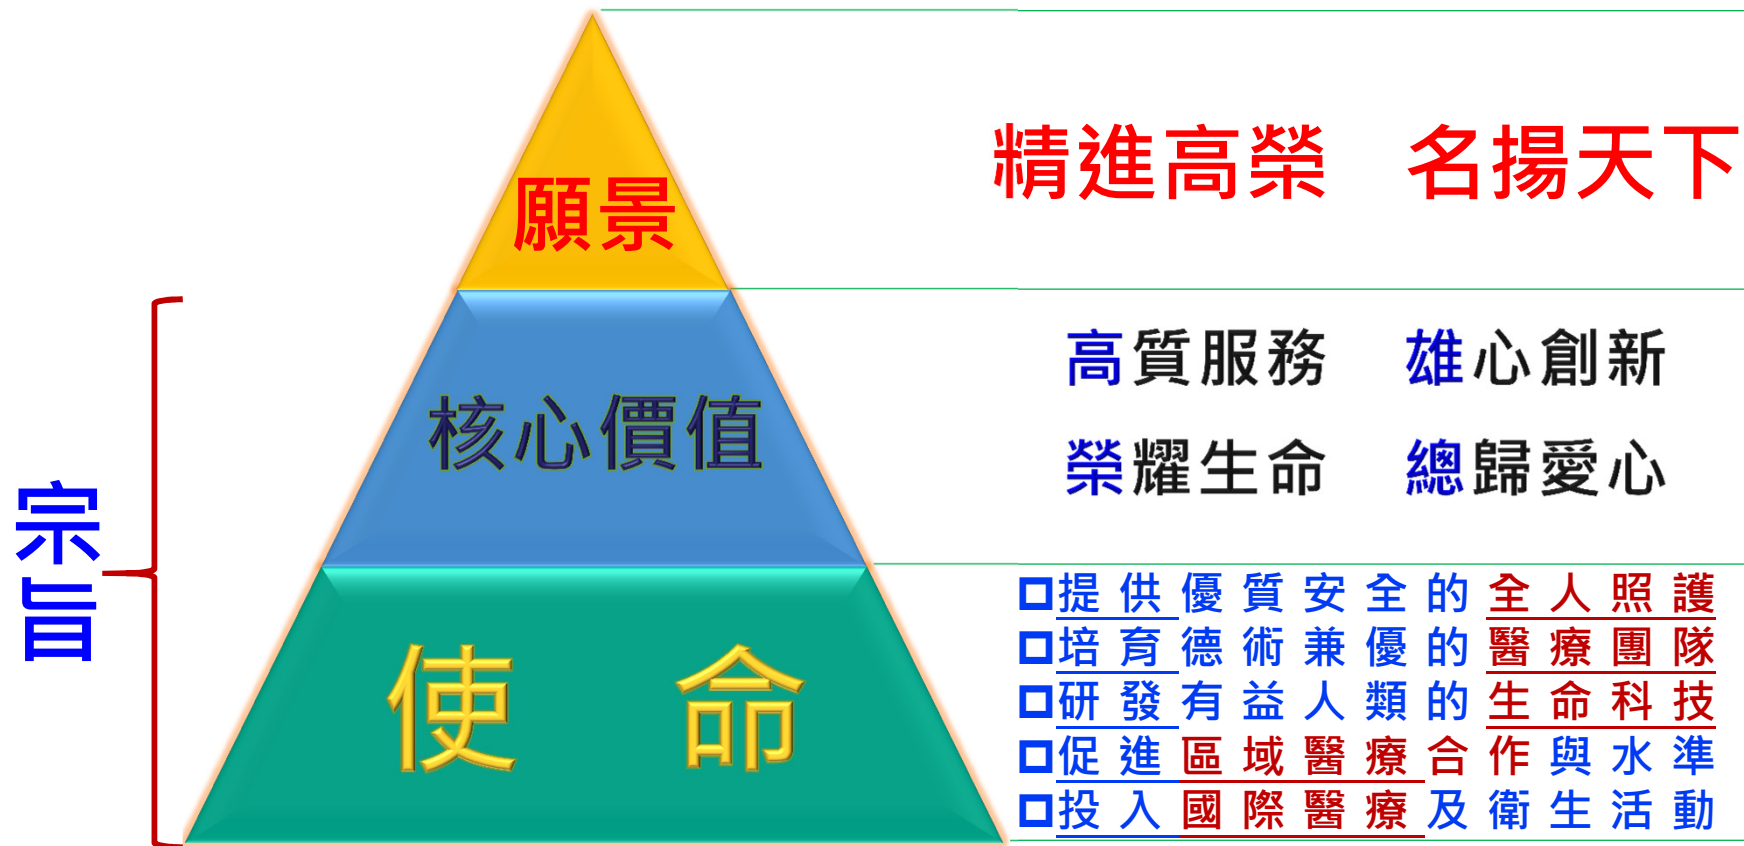 精進高榮 名揚天下
願景
高質服務 雄心創新
核心價值
榮耀生命 總歸愛心
宗旨
提供優質安全的全人照護
培育德術兼優的醫療團隊
使命
研發有益人類的生命科技
促進區域醫療合作與水準
投入國際醫療及衛生活動